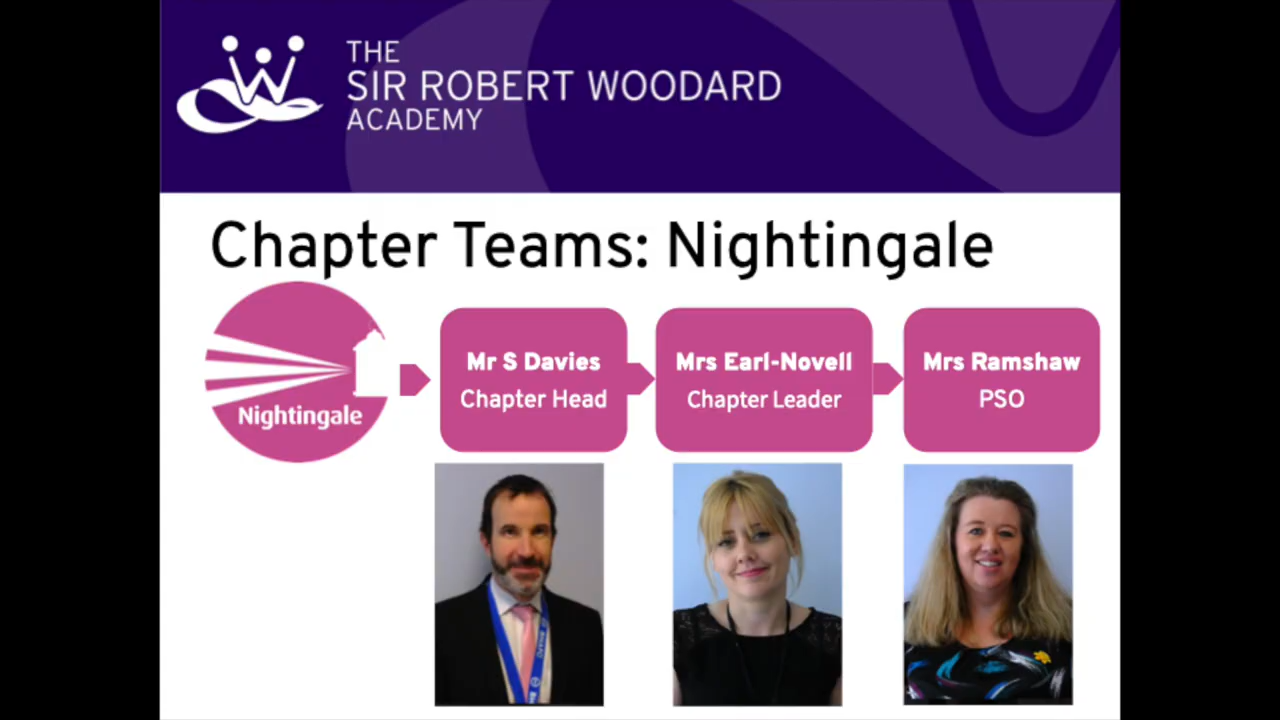 THE
SIR ROBERT WOODARD
ACADEMY
Chapter Teams: Nightingale
Nightingale
Mr S Davies
Chapter Head
Mrs Earl-Novell
Chapter Leader
Mrs Ramshaw
PSO